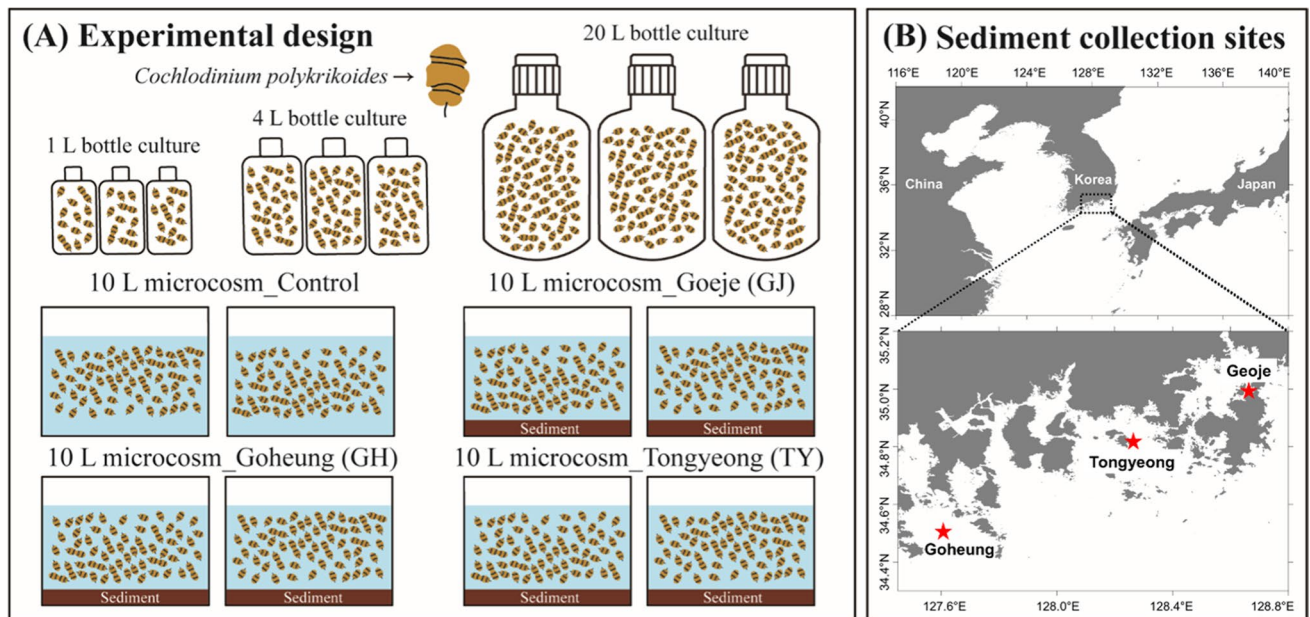 (A) Experimental design
Cochlodinium polykrikoides →
1 L bottle culture
4 L bottle culture
20 L bottle culture
10 L microcosm_Control
10 L microcosm_Goeje (GJ)
Sediment
Sediment
10 L microcosm_Goheung (GH)
10 L microcosm_Tongyeong (TY)
Sediment
Sediment
Sediment
Sediment
(B) Sediment collection sites
116°E 120°E 124°E 128°E 132°E 136°E 140°E
40°N
36°N
32°N
28°N
China
Korea
Japan
35.2°N
35.0°N
34.8°N
34.6°N
34.4°N
Geoje
Tongyeong
Goheung
127.6°E 128.0°E 128.4°E 128.8°E